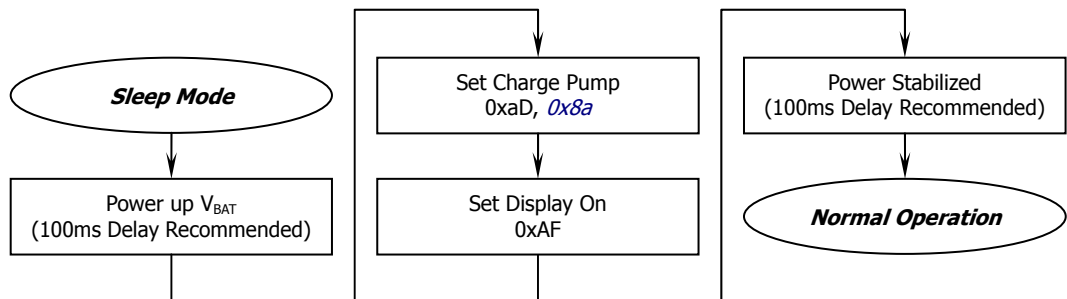 Sleep Mode
Power up VBAT
(100ms Delay Recommended)
Set Charge Pump
0xaD, 0x8a
Set Display On
0xAF
Power Stabilized
(100ms Delay Recommended)
Normal Operation